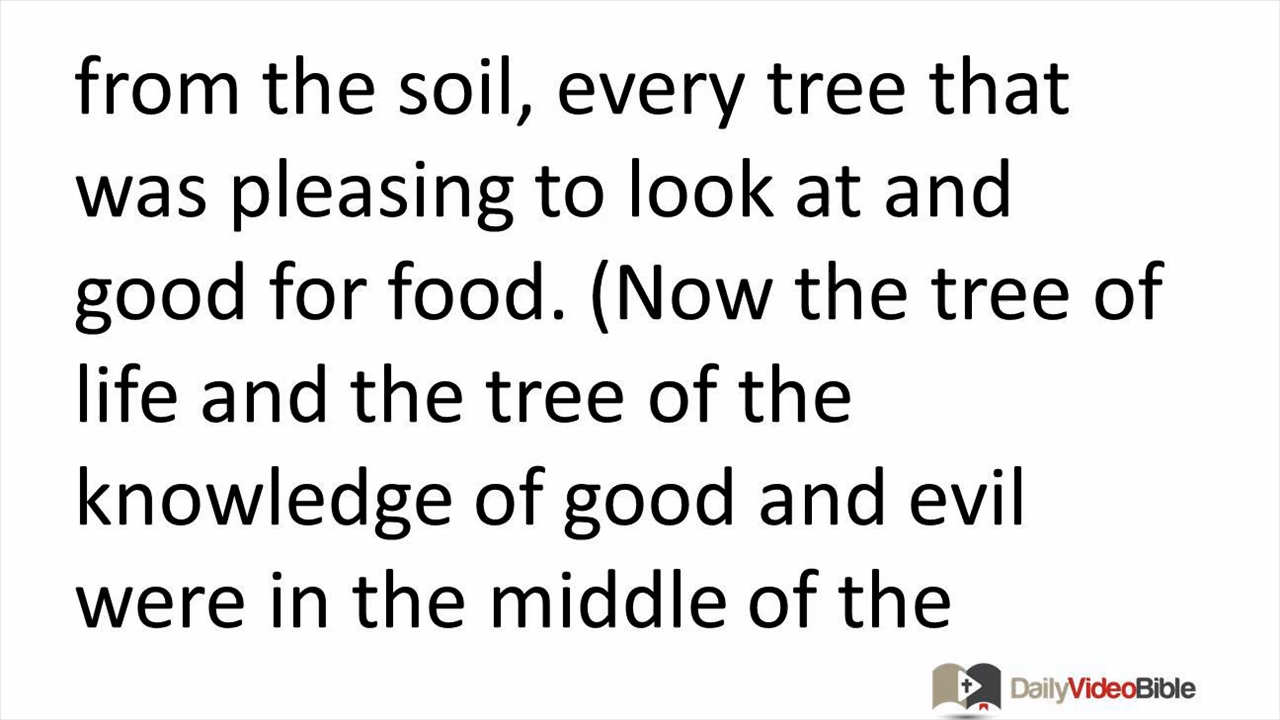 from the soil, every tree that
was pleasing to look at and
good for food. (Now the tree of
life and the tree of the
knowledge of good and evil
were in the middle of the
DailyVideoBible